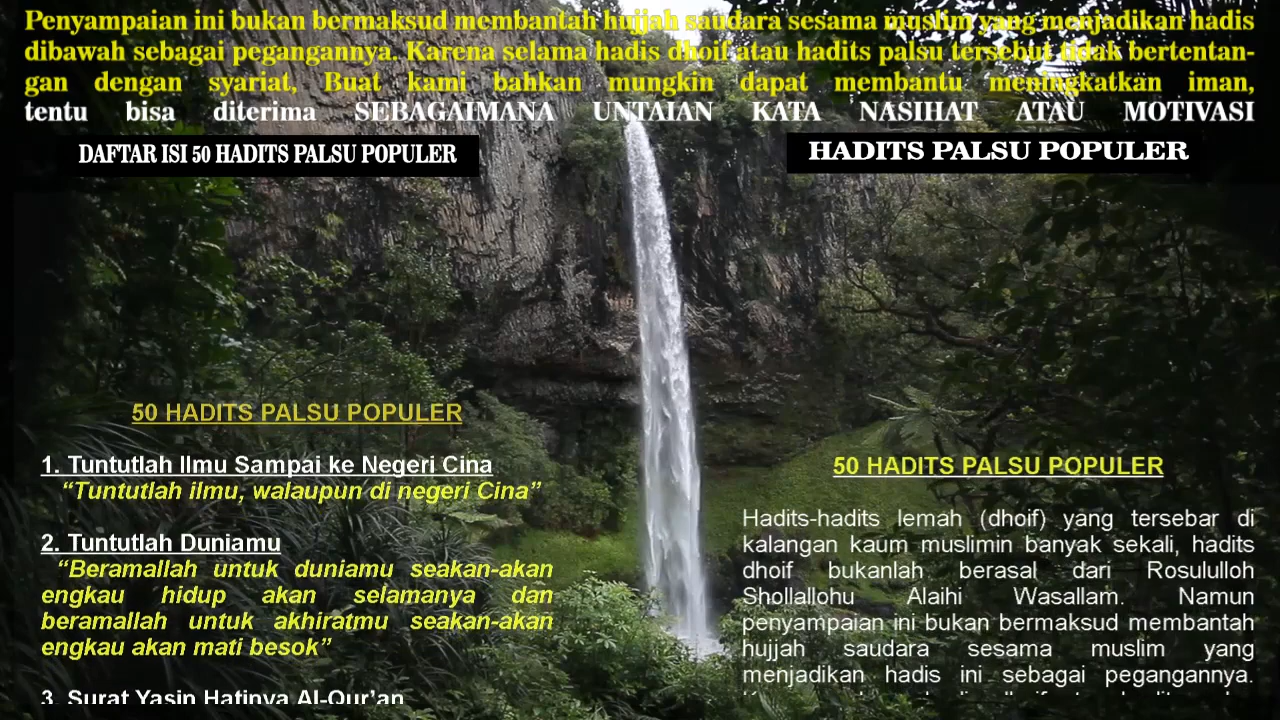 Penyampaian ini bukan bermaksud membantah hujjah saudara sesama muslim yang menjadikan hadis
dibawah sebagai pegangannya. Karena selama hadis dhoif atau hadits palsu tersebut tidak bertentan-
gan dengan syariat, Buat kami bahkan mungkin dapat membantu meningkatkan iman,
tentu bisa diterima SEBAGAIMANA UNTAIAN KATA NASIHAT ATAU MOTIVASI
DAFTAR ISI 50 HADITS PALSU POPULER
50 HADITS PALSU POPULER
1. Tuntutlah Ilmu Sampai ke Negeri Cina
“Tuntutlah ilmu, walaupun di negeri Cina”
2. Tuntutlah Duniamu
“Beramallah untuk duniamu seakan-akan
engkau hidup akan selamanya dan
beramallah untuk akhiratmu seakan-akan
engkau akan mati besok”
3. Surat Yasin Hatinya Al-Qur’an
HADITS PALSU POPULER
50 HADITS PALSU POPULER
Hadits-hadits lemah (dhoif) yang tersebar di
kalangan kaum muslimin banyak sekali, hadits
dhoif bukanlah berasal dari Rosululloh
Shollallohu Alaihi Wasallam. Namun
penyampaian ini bukan bermaksud membantah
hujjah saudara sesama muslim yang
menjadikan hadis ini sebagai pegangannya.